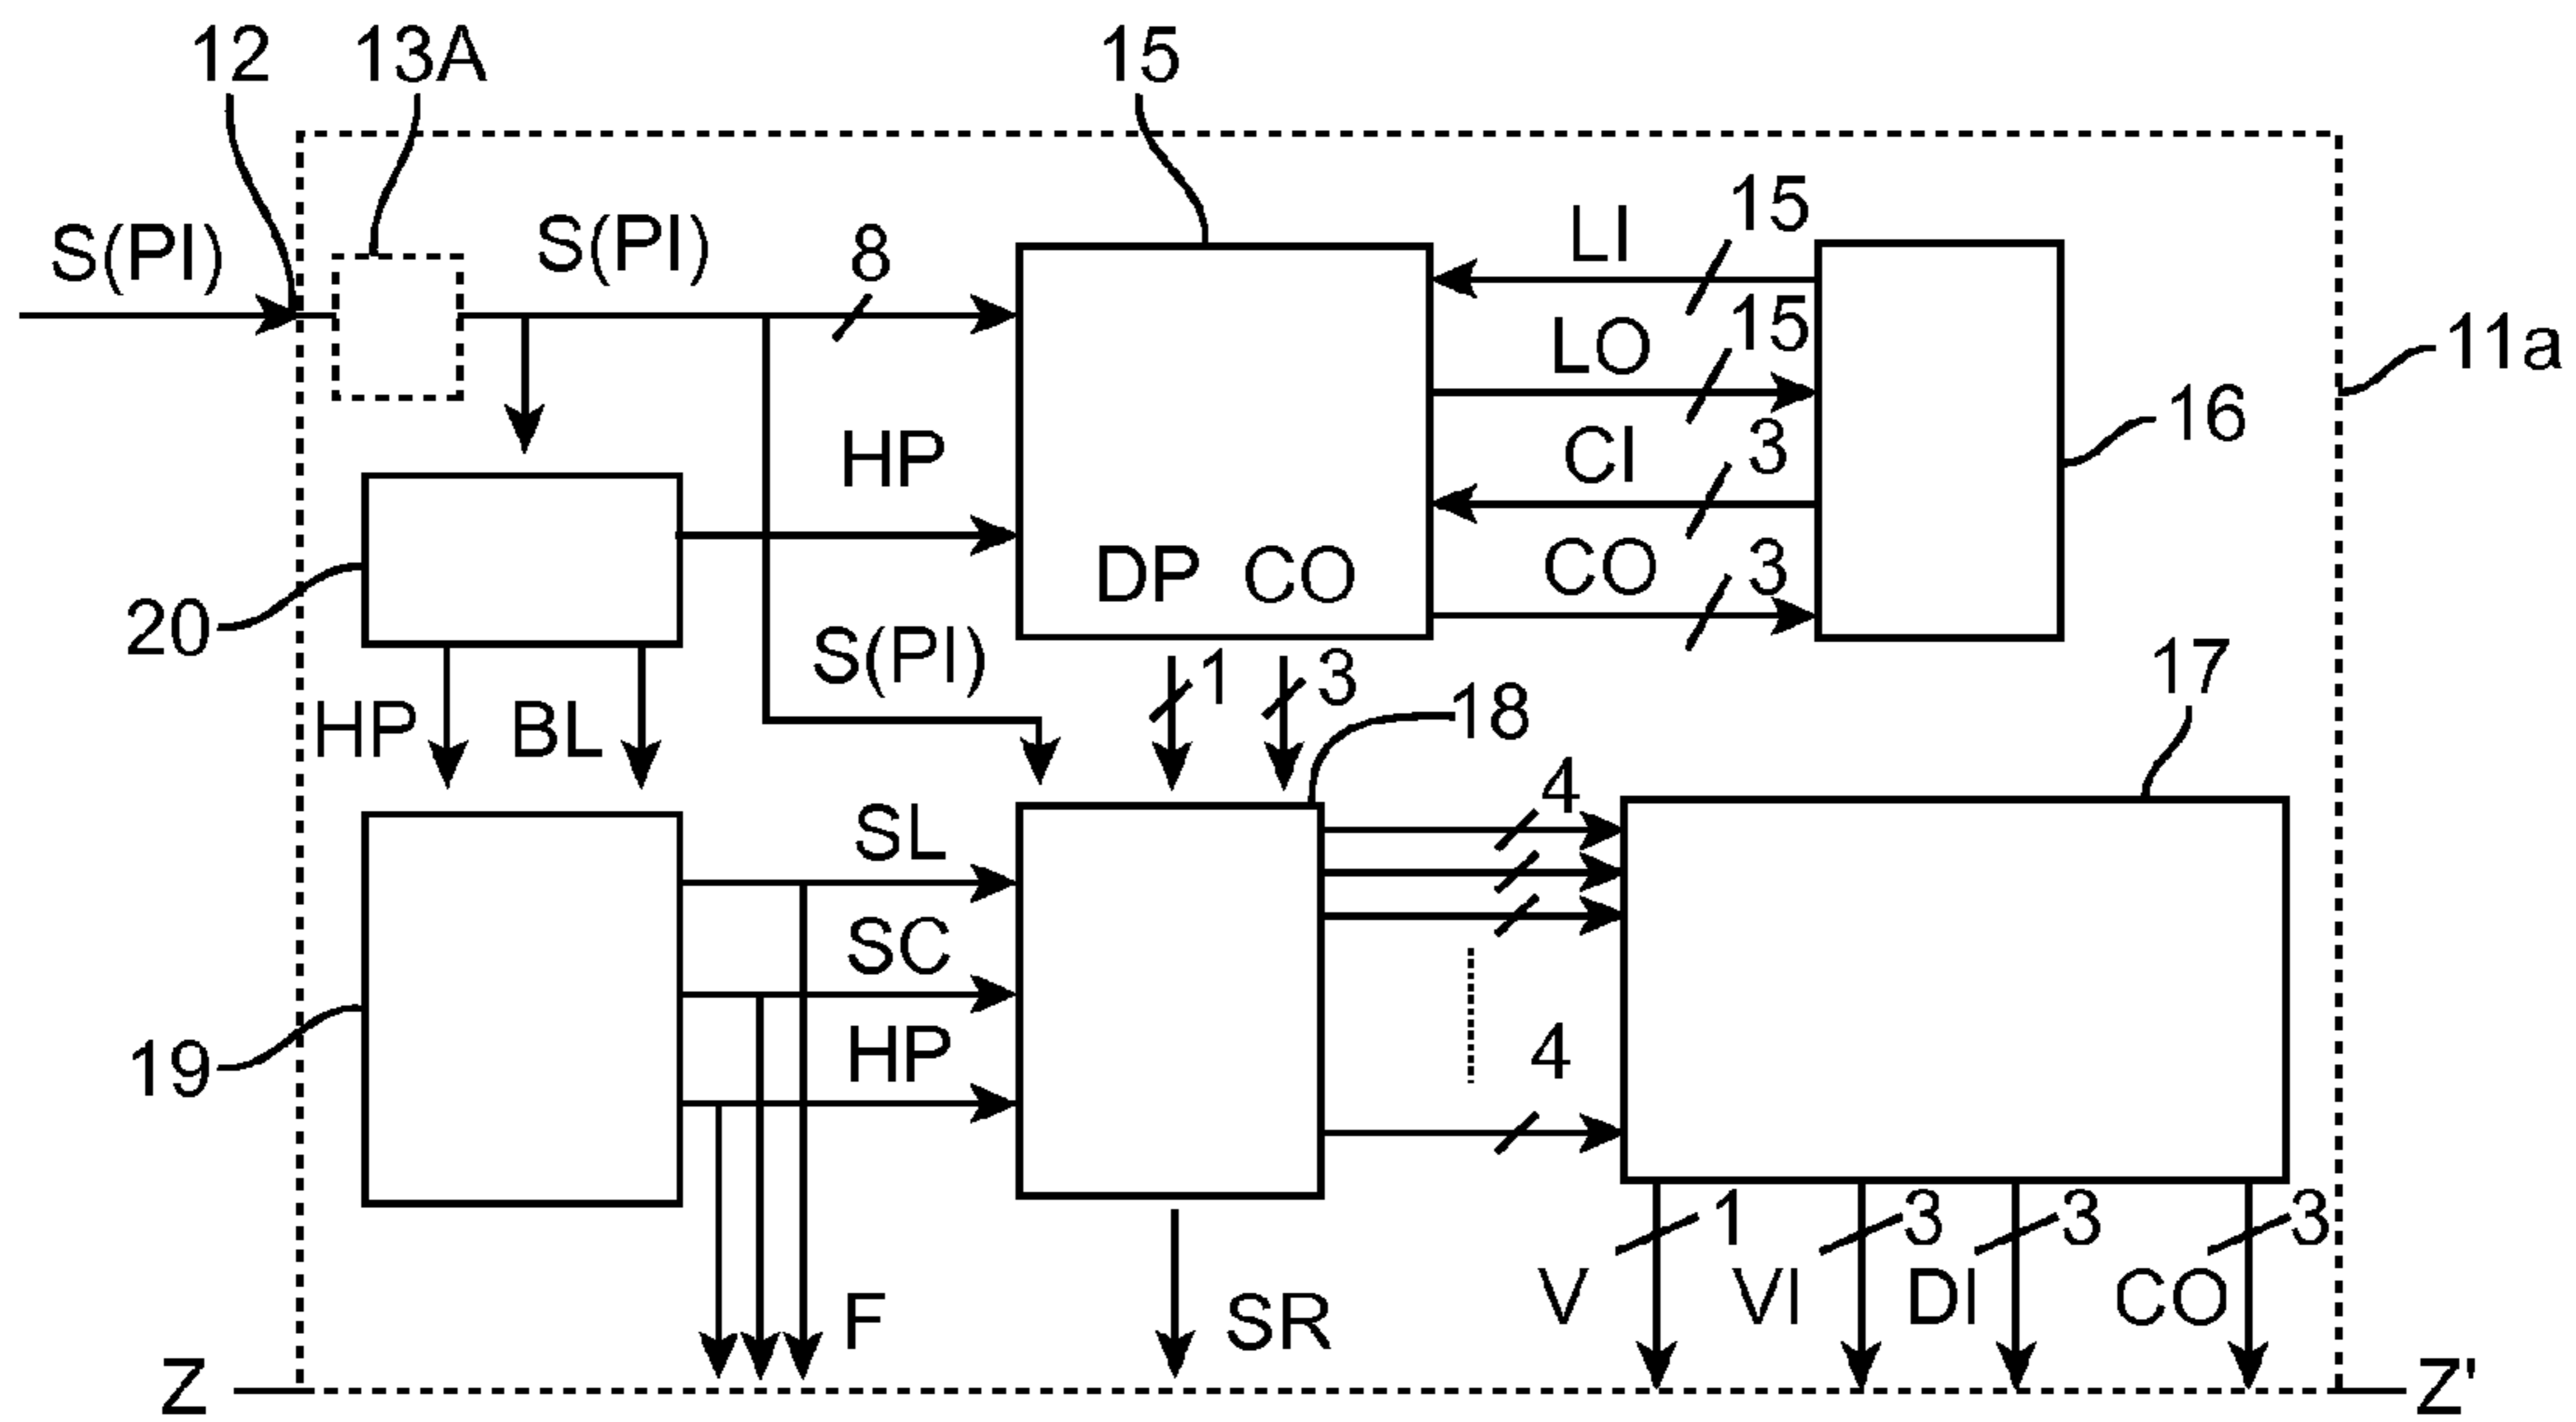 12 13A 15
S(PI) S(PI) 8 LI 15
LO 15 11a
HP CI 3 16
DP CO CO 3
20 S(PI) 1 3 17
HP BL 18
SL 4
SC
19 HP 4
1 3 3 3
F SR V VI DI CO
Z Z'